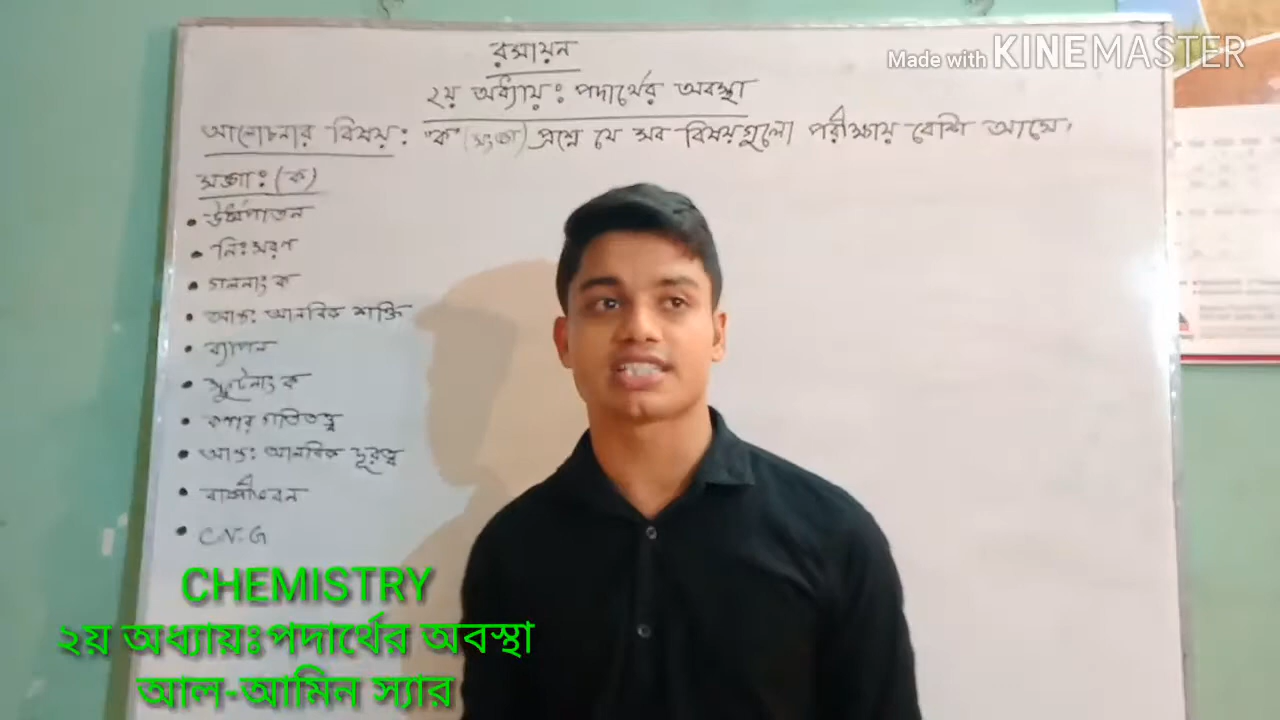 রসায়ন
Made with KINEMASTER
২য় অধ্যায়ঃ পদার্থের অবস্থা
আলোচনার বিষয়ঃ "ক" (সংজ্ঞা) প্রশ্নে যে সব বিষয়গুলো পরীক্ষায় বেশি আসে।
সজ্ঞাঃ (ক)
• উর্ধ্বপাতন
• নিঃসরণ
• গলনাংক
• আন্তঃ আনবিক শক্তি
• ব্যাপন
• স্ফুটনাংক
• কণার গতিতত্ত্ব
• আন্তঃ আনবিক দূরত্ব
• বাষ্পীভবন
• C.N.G
CHEMISTRY
২য় অধ্যায়ঃপদার্থের অবস্থা
আল-আমিন স্যার